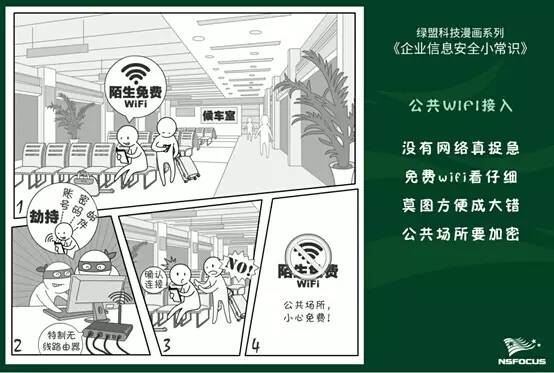 绿盟科技漫画系列
《企业信息安全小常识》
公共WIFI接入
没有网络真捉急
免费wifi看仔细
莫图方便成大错
公共场所要加密
陌生免费
WiFi
候车室
1
账号
密码
邮件
劫持
特制无
线路由器
2
确认
连接
NO!
3
陌生免费
WiFi
公共场所，
小心免费！
4
NSFOCUS